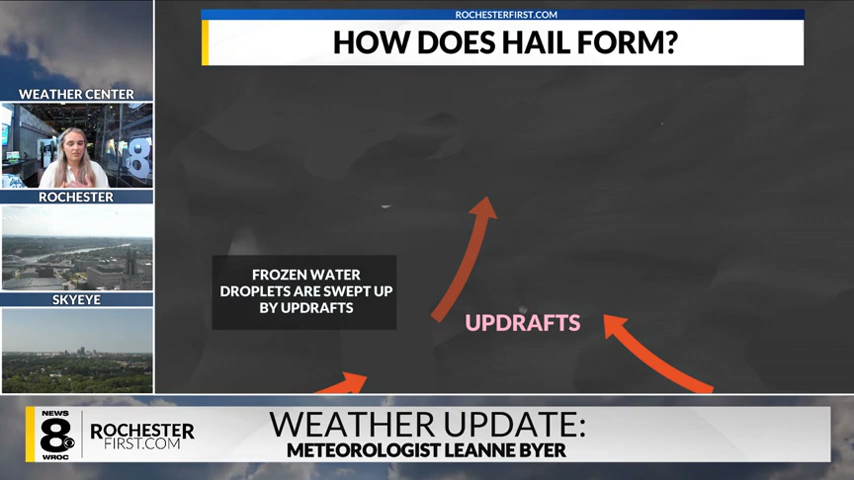 ROCHESTERFIRST.COM
HOW DOES HAIL FORM?
WEATHER CENTER
8
ROCHESTER
SKYEYE
FROZEN WATER
DROPLETS ARE SWEPT UP
BY UPDRAFTS
UPDRAFTS
NEWS
8
WROC
ROCHESTER
FIRST.COM
WEATHER UPDATE:
METEOROLOGIST LEANNE BYER